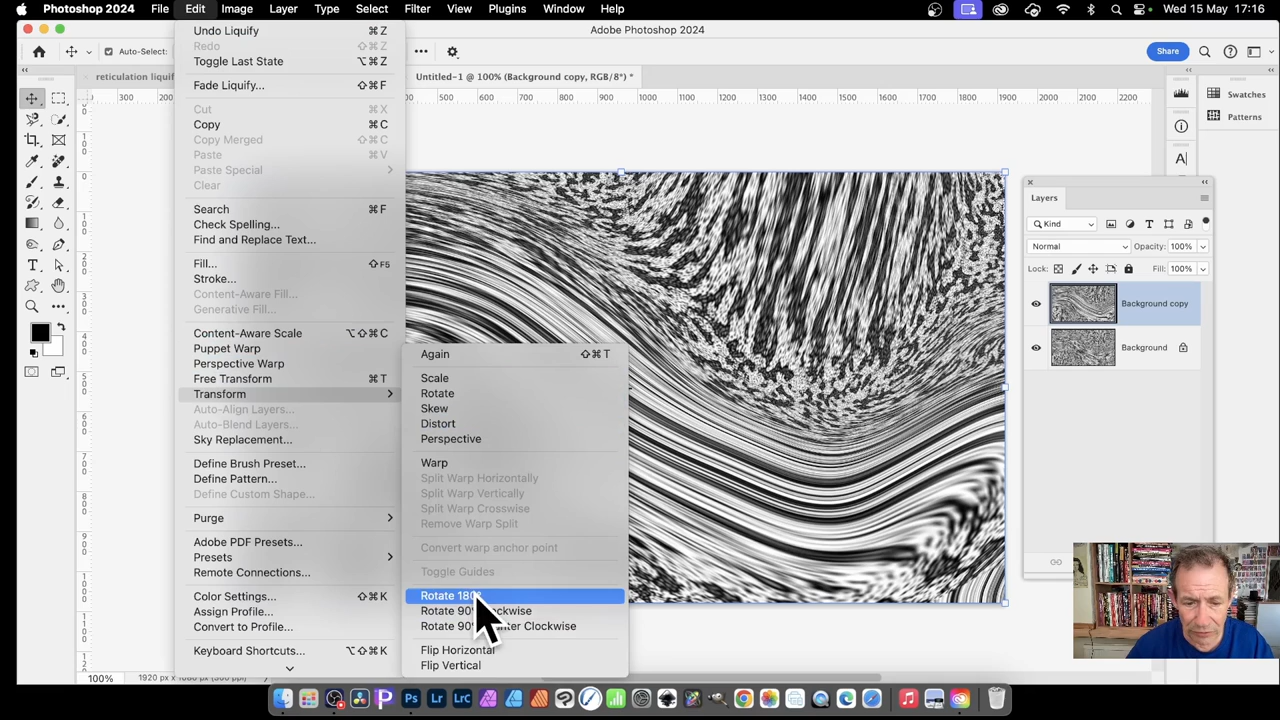 Photoshop 2024 File Edit Image Layer Type Select Filter View Plugins Window Help Wed 15 May 17:16
Adobe Photoshop 2024
Auto-Select: Share
reticulation liquif Untitled-1 @ 100% (Background copy, RGB/8*) *
300 200 500 600 700 800 900 1000 1100 1200 1300 1400 1500 1600 1700 1800 1900 2000 2100 2200
Undo Liquify ⌘Z
Redo ⇧⌘Z
Toggle Last State ⌥⌘Z
Fade Liquify... ⇧⌘F
Cut ⌘X
Copy ⌘C
Copy Merged ⇧⌘C
Paste ⌘V
Paste Special
Clear
Search ⌘F
Check Spelling...
Find and Replace Text...
Fill... ⇧F5
Stroke...
Content-Aware Fill...
Generative Fill...
Content-Aware Scale ⌥⇧⌘C
Puppet Warp
Perspective Warp
Free Transform ⌘T
Transform
Auto-Align Layers...
Auto-Blend Layers...
Sky Replacement...
Define Brush Preset...
Define Pattern...
Define Custom Shape...
Purge
Adobe PDF Presets...
Presets
Remote Connections...
Color Settings... ⇧⌘K
Assign Profile...
Convert to Profile...
Keyboard Shortcuts... ⌥⇧⌘K
Again ⇧⌘T
Scale
Rotate
Skew
Distort
Perspective
Warp
Split Warp Horizontally
Split Warp Vertically
Split Warp Crosswise
Remove Warp Split
Convert warp anchor point
Toggle Guides
Rotate 180°
Rotate 90°
Rotate 90° Clockwise
Flip Horizontal
Flip Vertical
Swatches
Patterns
Layers
Kind
Normal Opacity: 100%
Lock: Fill: 100%
Background copy
Background
100%